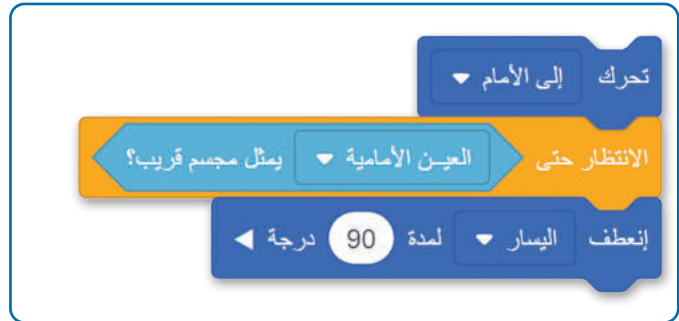 تحرك إلى الأمام
الانتظار حتى العيـن الأمامية يمثل مجسم قريب؟
إنعطف اليسار لمدة 90 درجة